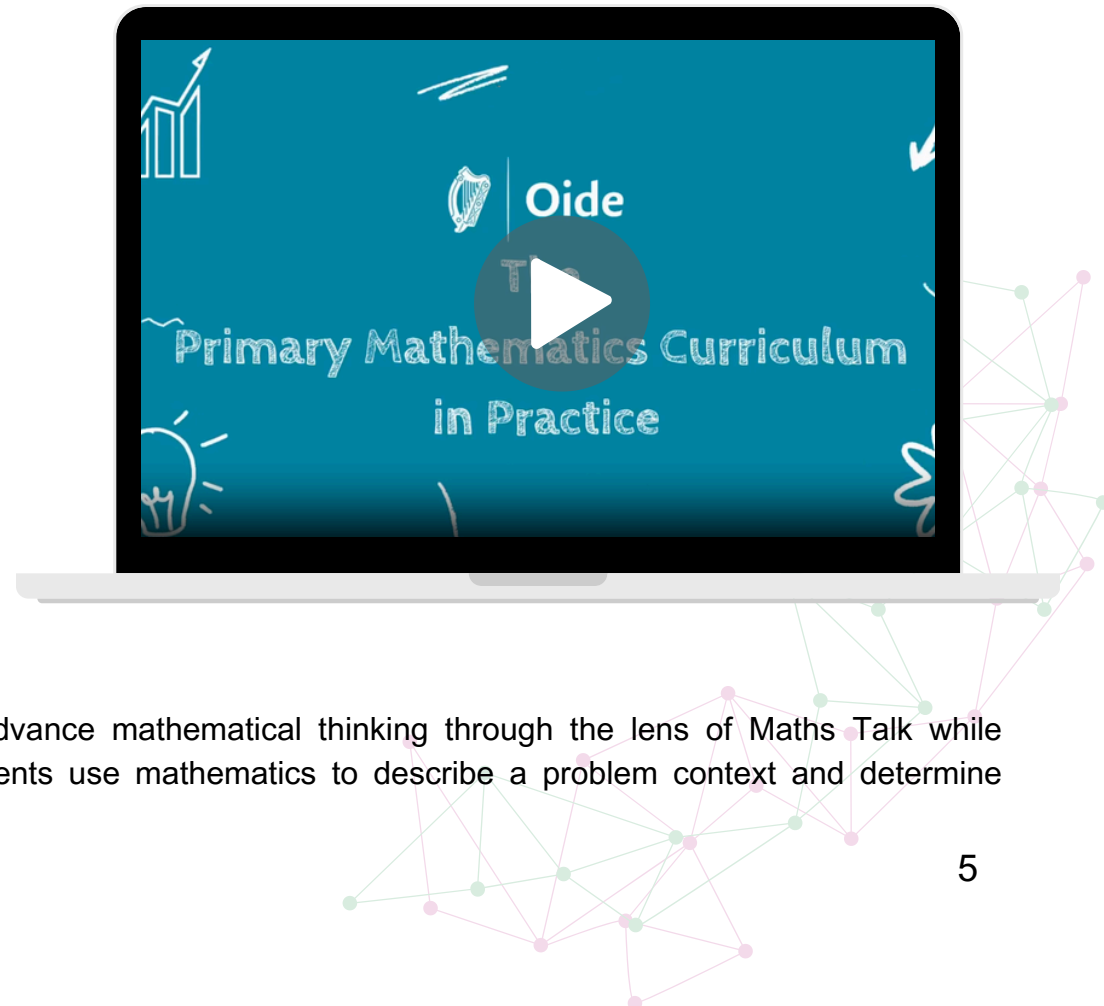 Oide
The
Primary Mathematics Curriculum
in Practice
dvance mathematical thinking through the lens of Maths Talk while
ents use mathematics to describe a problem context and determine
5